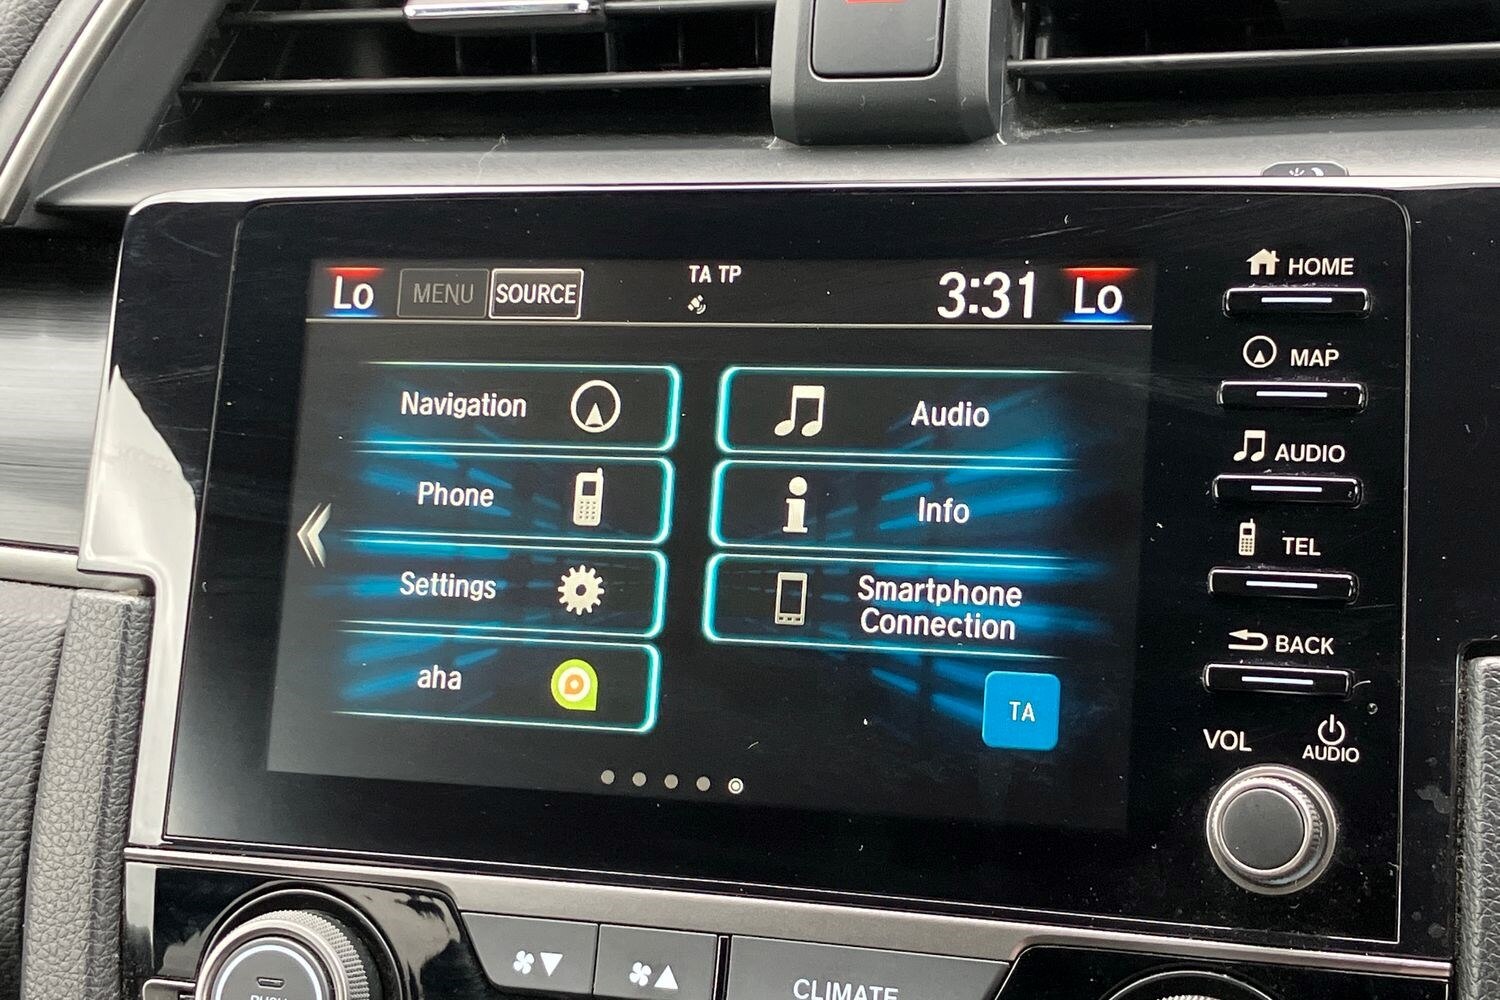 Lo MENU SOURCE TA TP 3:31 Lo
Navigation
Audio
Phone
Info
Settings
Smartphone
Connection
aha
TA
HOME
MAP
AUDIO
TEL
BACK
VOL
AUDIO
CLIMATE